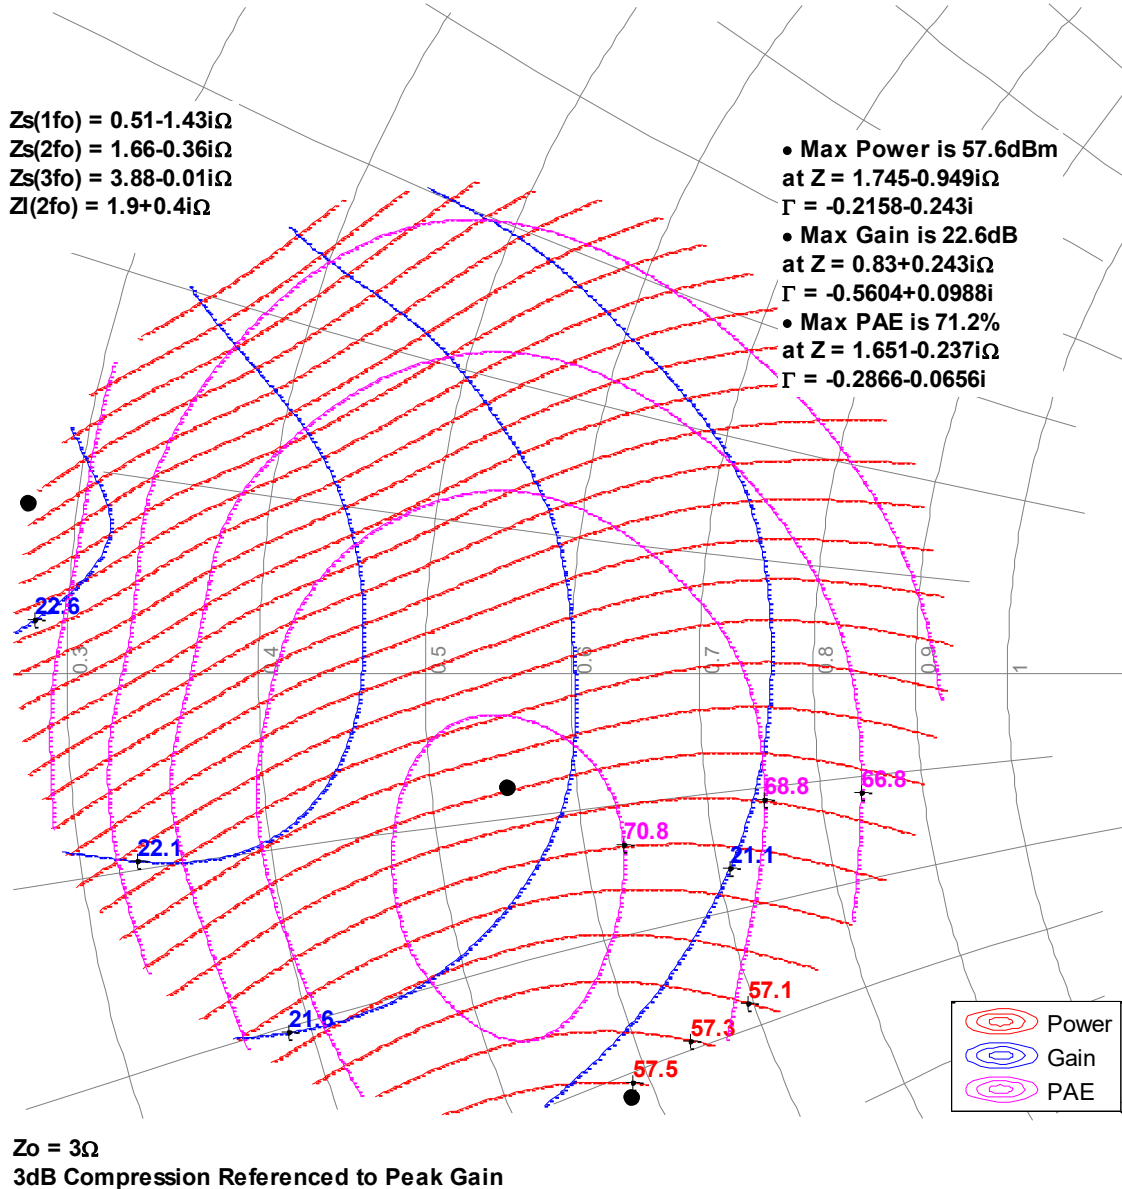 Zs(1fo) = 0.51-1.43iΩ
Zs(2fo) = 1.66-0.36iΩ
Zs(3fo) = 3.88-0.01iΩ
Zl(2fo) = 1.9+0.4iΩ
• Max Power is 57.6dBm
at Z = 1.745-0.949iΩ
Γ = -0.2158-0.243i
• Max Gain is 22.6dB
at Z = 0.83+0.243iΩ
Γ = -0.5604+0.0988i
• Max PAE is 71.2%
at Z = 1.651-0.237iΩ
Γ = -0.2866-0.0656i
22.6
0.3
0.4
0.5
0.6
0.7
0.8
0.9
1
68.8
66.8
70.8
22.1
21.1
21.6
57.1
57.3
57.5
Power
Gain
PAE
Zo = 3Ω
3dB Compression Referenced to Peak Gain